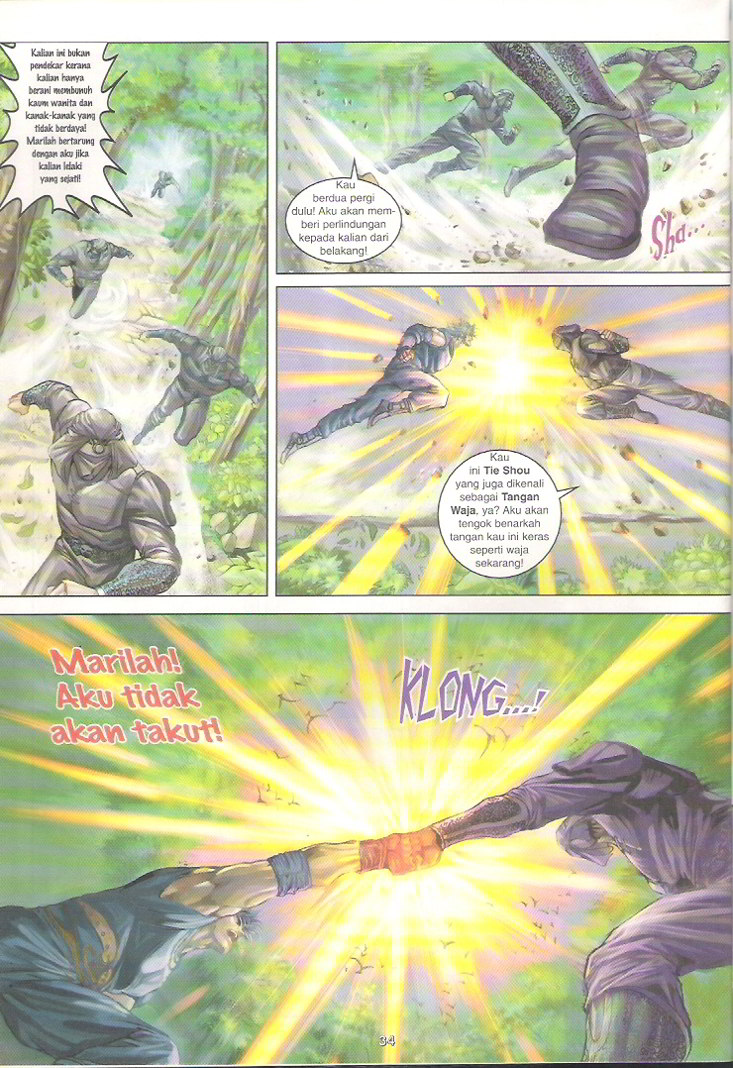 Kalian ini bukan
pendekar kerana
kalian hanya
berani membunuh
kaum wanita dan
kanak-kanak yang
tidak berdaya!
Marilah bertarung
dengan aku jika
kalian lelaki
yang sejati!
Kau
berdua pergi
dulu! Aku akan mem-
beri perlindungan
kepada kalian dari
belakang!
Sha...
Kau
ini Tie Shou
yang juga dikenali
sebagai Tangan
Waja, ya? Aku akan
tengok benarkah
tangan kau ini keras
seperti waja
sekarang!
Marilah!
Aku tidak
akan takut!
KLONG...!
34